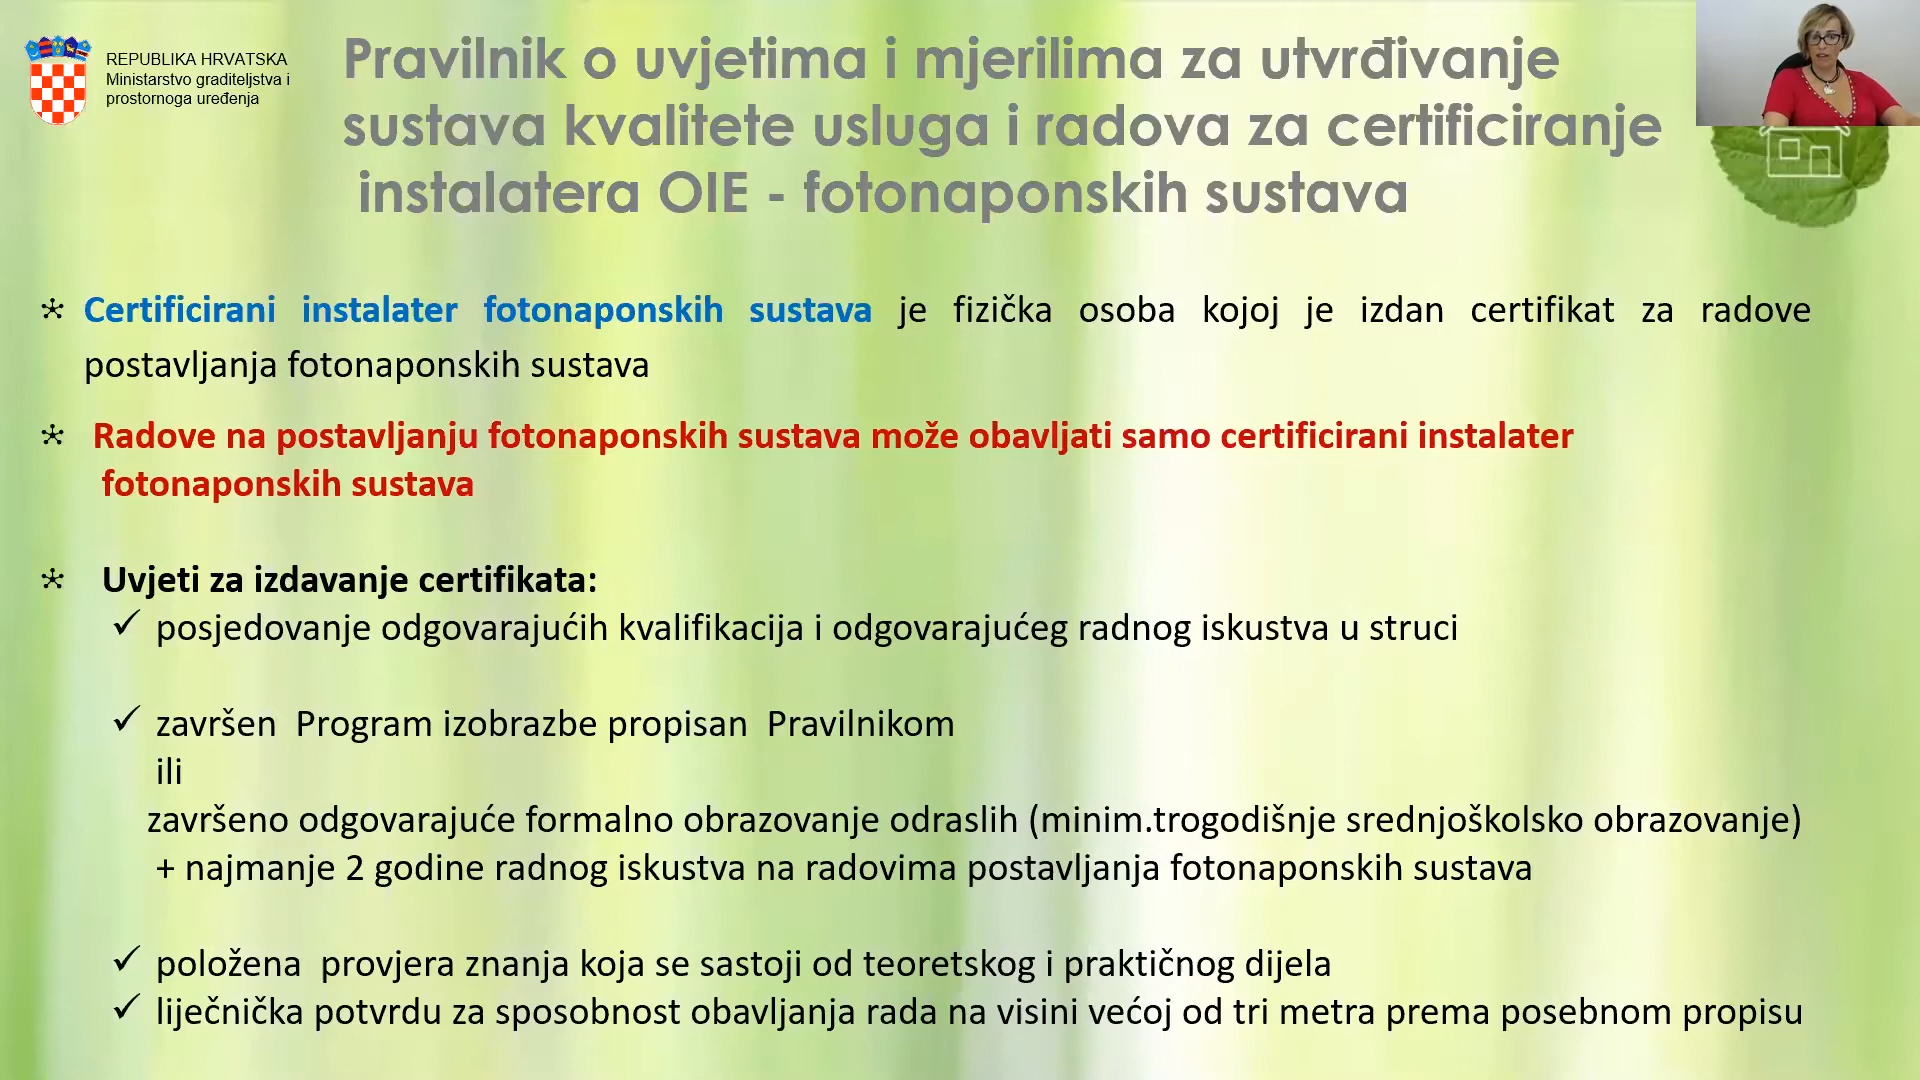 REPUBLIKA HRVATSKA
Ministarstvo graditeljstva i
prostornoga uređenja
Pravilnik o uvjetima i mjerilima za utvrđivanje
sustava kvalitete usluga i radova za certificiranje
instalatera OIE - fotonaponskih sustava
Certificirani instalater fotonaponskih sustava je fizička osoba kojoj je izdan certifikat za radove
postavljanja fotonaponskih sustava
Radove na postavljanju fotonaponskih sustava može obavljati samo certificirani instalater
fotonaponskih sustava
Uvjeti za izdavanje certifikata:
posjedovanje odgovarajućih kvalifikacija i odgovarajućeg radnog iskustva u struci
završen Program izobrazbe propisan Pravilnikom
ili
završeno odgovarajuće formalno obrazovanje odraslih (minim.trogodišnje srednjoškolsko obrazovanje)
+ najmanje 2 godine radnog iskustva na radovima postavljanja fotonaponskih sustava
položena provjera znanja koja se sastoji od teoretskog i praktičnog dijela
liječnička potvrdu za sposobnost obavljanja rada na visini većoj od tri metra prema posebnom propisu